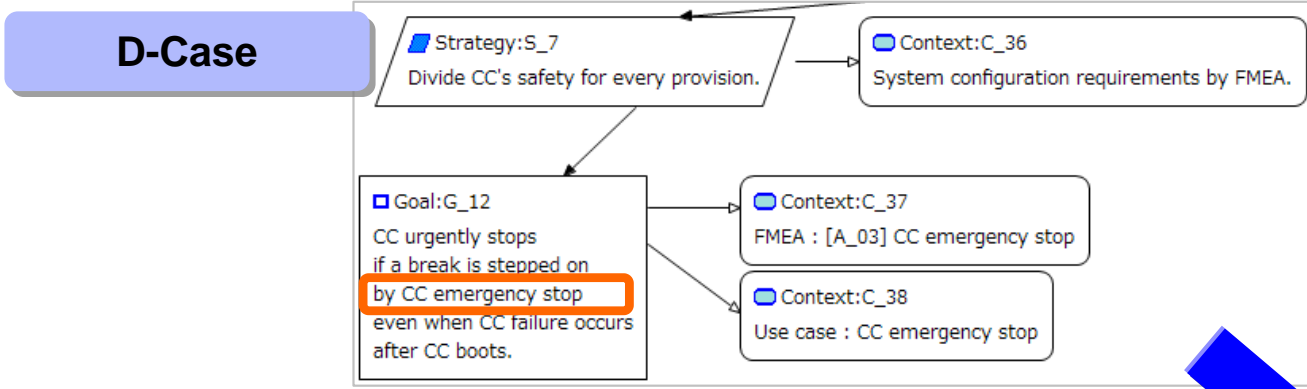 D-Case
Strategy:S_7
Divide CC's safety for every provision.
Context:C_36
System configuration requirements by FMEA.
Goal:G_12
CC urgently stops
if a break is stepped on
by CC emergency stop
even when CC failure occurs
after CC boots.
Context:C_37
FMEA : [A_03] CC emergency stop
Context:C_38
Use case : CC emergency stop